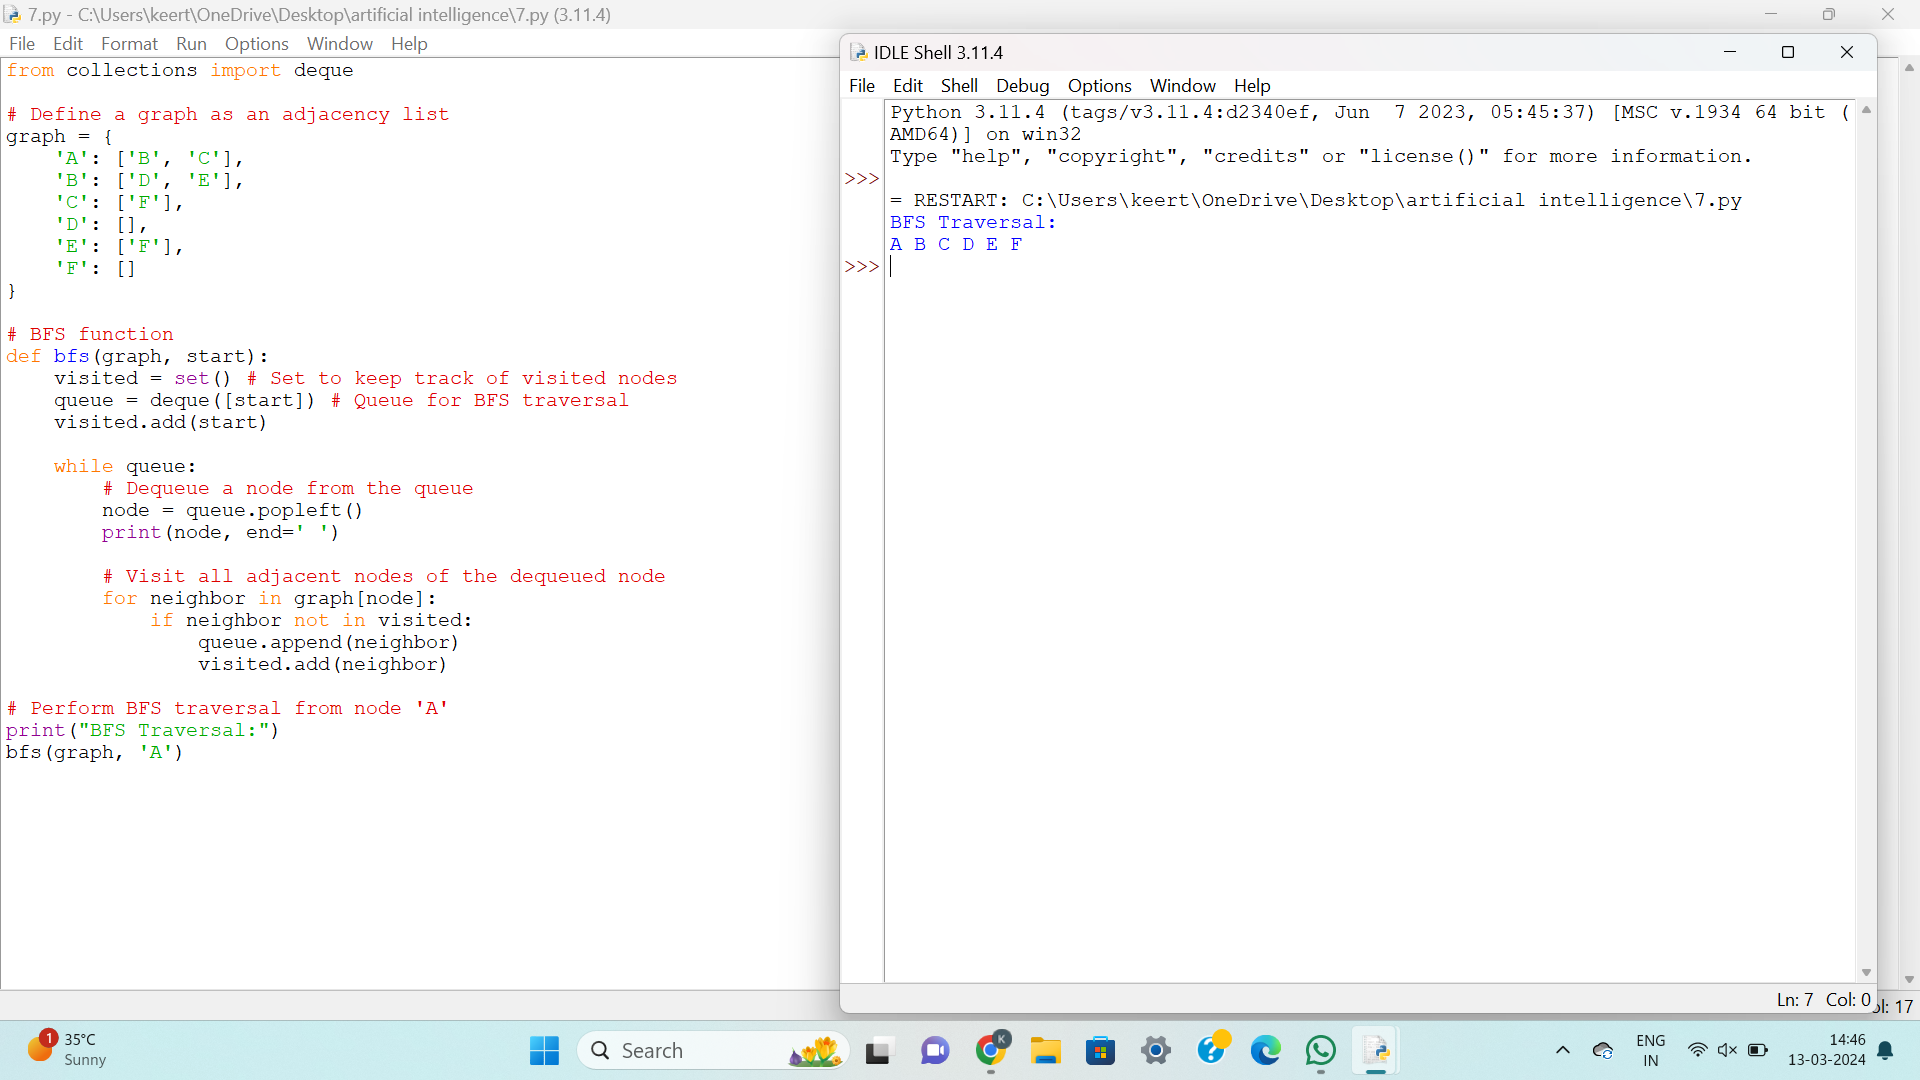 7.py - C:\Users\keert\OneDrive\Desktop\artificial intelligence\7.py (3.11.4)
File Edit Format Run Options Window Help
from collections import deque

# Define a graph as an adjacency list
graph = {
    'A': ['B', 'C'],
    'B': ['D', 'E'],
    'C': ['F'],
    'D': [],
    'E': ['F'],
    'F': []
}

# BFS function
def bfs(graph, start):
    visited = set() # Set to keep track of visited nodes
    queue = deque([start]) # Queue for BFS traversal
    visited.add(start)

    while queue:
        # Dequeue a node from the queue
        node = queue.popleft()
        print(node, end=' ')

        # Visit all adjacent nodes of the dequeued node
        for neighbor in graph[node]:
            if neighbor not in visited:
                queue.append(neighbor)
                visited.add(neighbor)

# Perform BFS traversal from node 'A'
print("BFS Traversal:")
bfs(graph, 'A')
IDLE Shell 3.11.4
File Edit Shell Debug Options Window Help
Python 3.11.4 (tags/v3.11.4:d2340ef, Jun  7 2023, 05:45:37) [MSC v.1934 64 bit (
AMD64)] on win32
Type "help", "copyright", "credits" or "license()" for more information.
>>>
= RESTART: C:\Users\keert\OneDrive\Desktop\artificial intelligence\7.py
BFS Traversal:
A B C D E F
>>>
Ln: 7 Col: 0
ol: 17
1
35°C
Sunny
Search
K
ENG
IN
14:46
13-03-2024